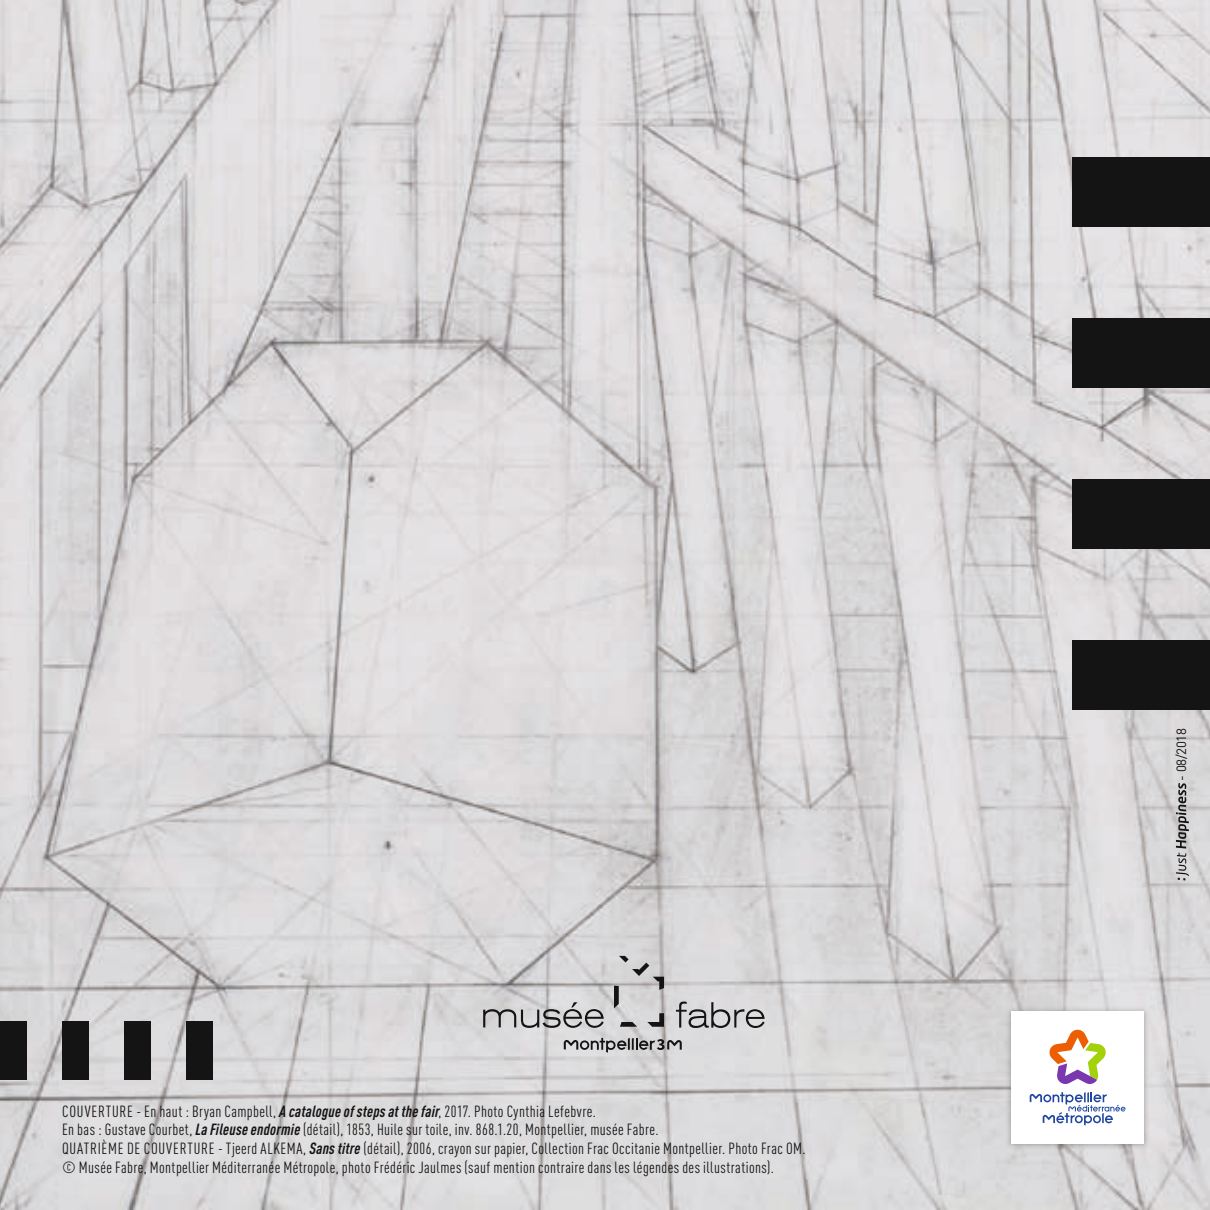 : Just Happiness - 08/2018
musée fabre
montpellier3m
montpellier
méditerranée
métropole
COUVERTURE - En haut : Bryan Campbell, A catalogue of steps at the fair, 2017. Photo Cynthia Lefebvre.
En bas : Gustave Courbet, La Fileuse endormie (détail), 1853, Huile sur toile, inv. 868.1.20, Montpellier, musée Fabre.
QUATRIÈME DE COUVERTURE - Tjeerd ALKEMA, Sans titre (détail), 2006, crayon sur papier, Collection Frac Occitanie Montpellier. Photo Frac OM.
© Musée Fabre, Montpellier Méditerranée Métropole, photo Frédéric Jaulmes (sauf mention contraire dans les légendes des illustrations).